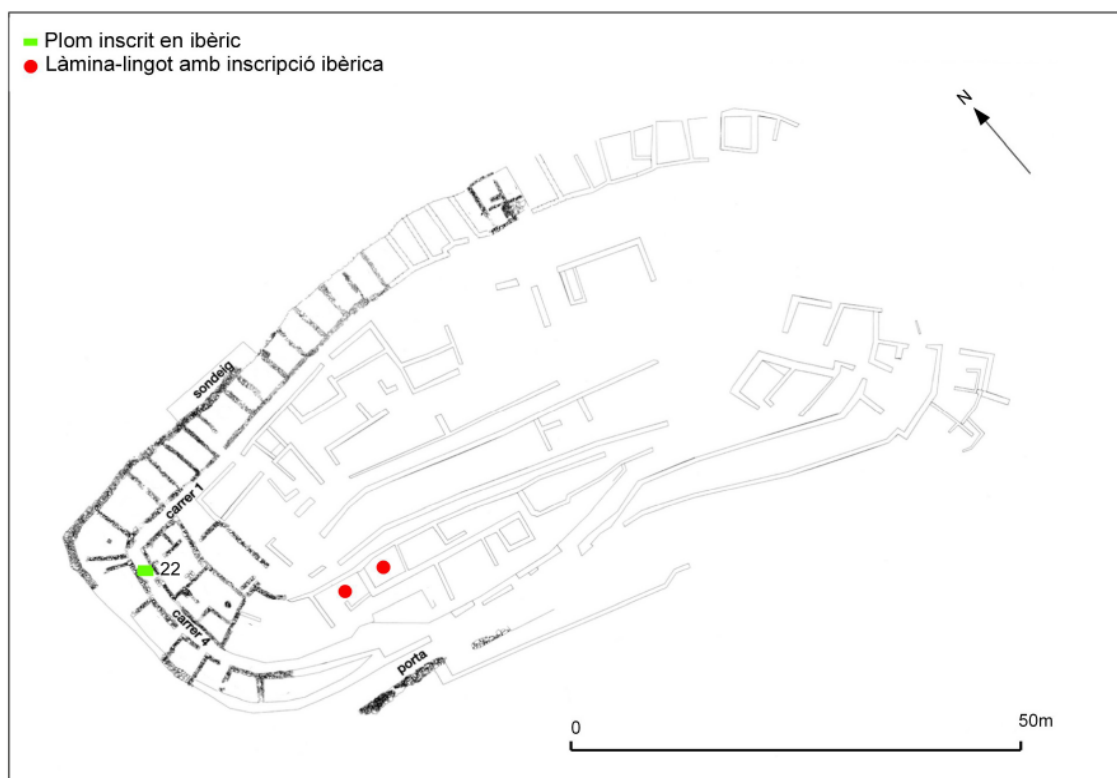 Plom inscrit en ibèric
Làmina-lingot amb inscripció ibèrica
N
sondeig
carrer 1
22
carrer 4
porta
0
50m